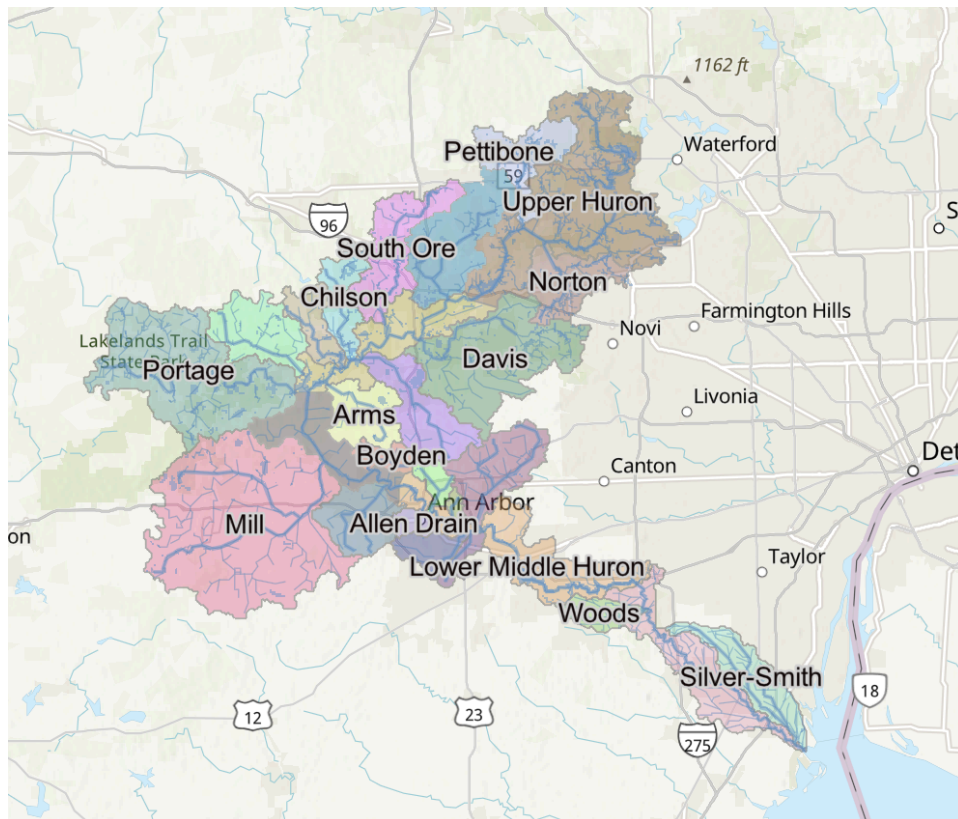 1162 ft
Waterford
Pettibone
59
Upper Huron
S
96
South Ore
Norton
Chilson
Farmington Hills
Novi
Lakelands Trail
State Park
Portage
Davis
Livonia
Arms
Boyden
Canton
Det
Ann Arbor
Mill
Allen Drain
on
Lower Middle Huron
Taylor
Woods
Silver-Smith
18
12
23
275